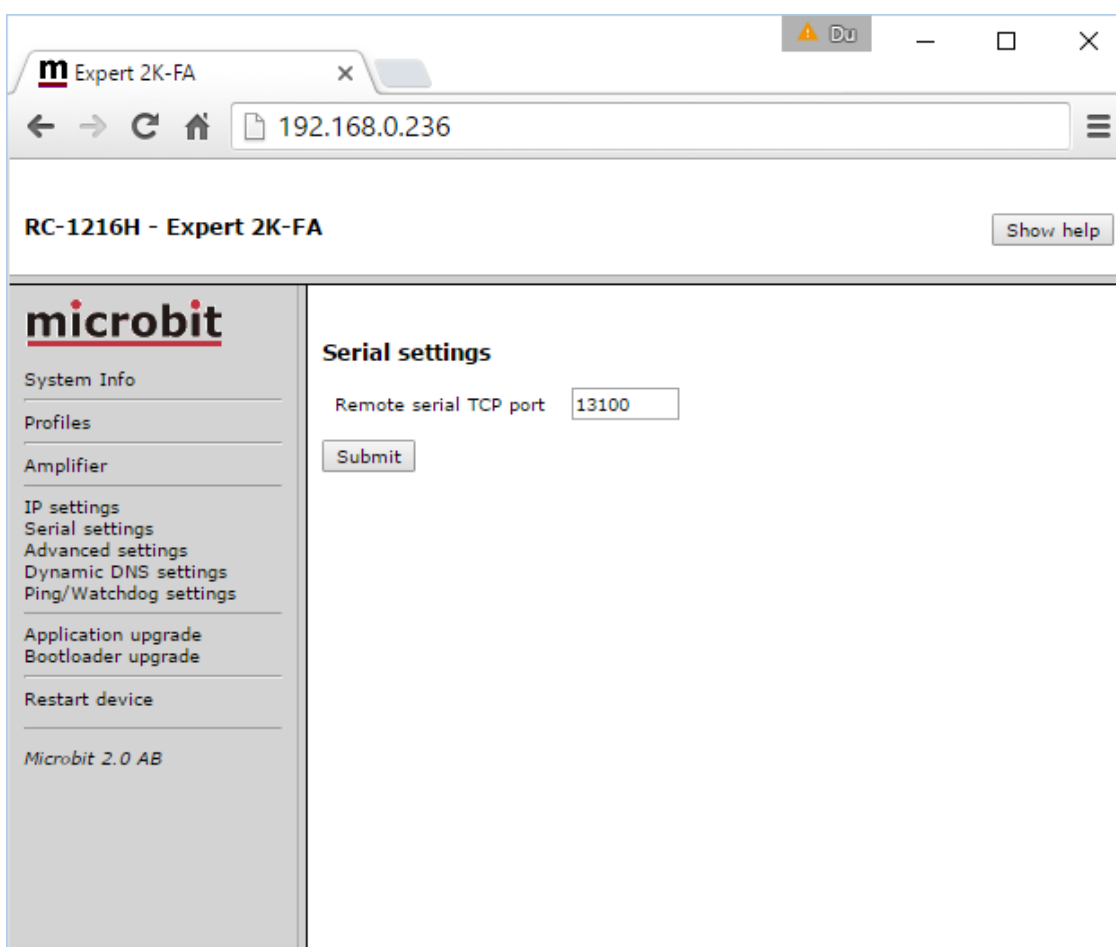 Du
m Expert 2K-FA
192.168.0.236
RC-1216H - Expert 2K-FA
Show help
microbit
System Info
Profiles
Amplifier
IP settings
Serial settings
Advanced settings
Dynamic DNS settings
Ping/Watchdog settings
Application upgrade
Bootloader upgrade
Restart device
Microbit 2.0 AB
Serial settings
Remote serial TCP port 13100
Submit